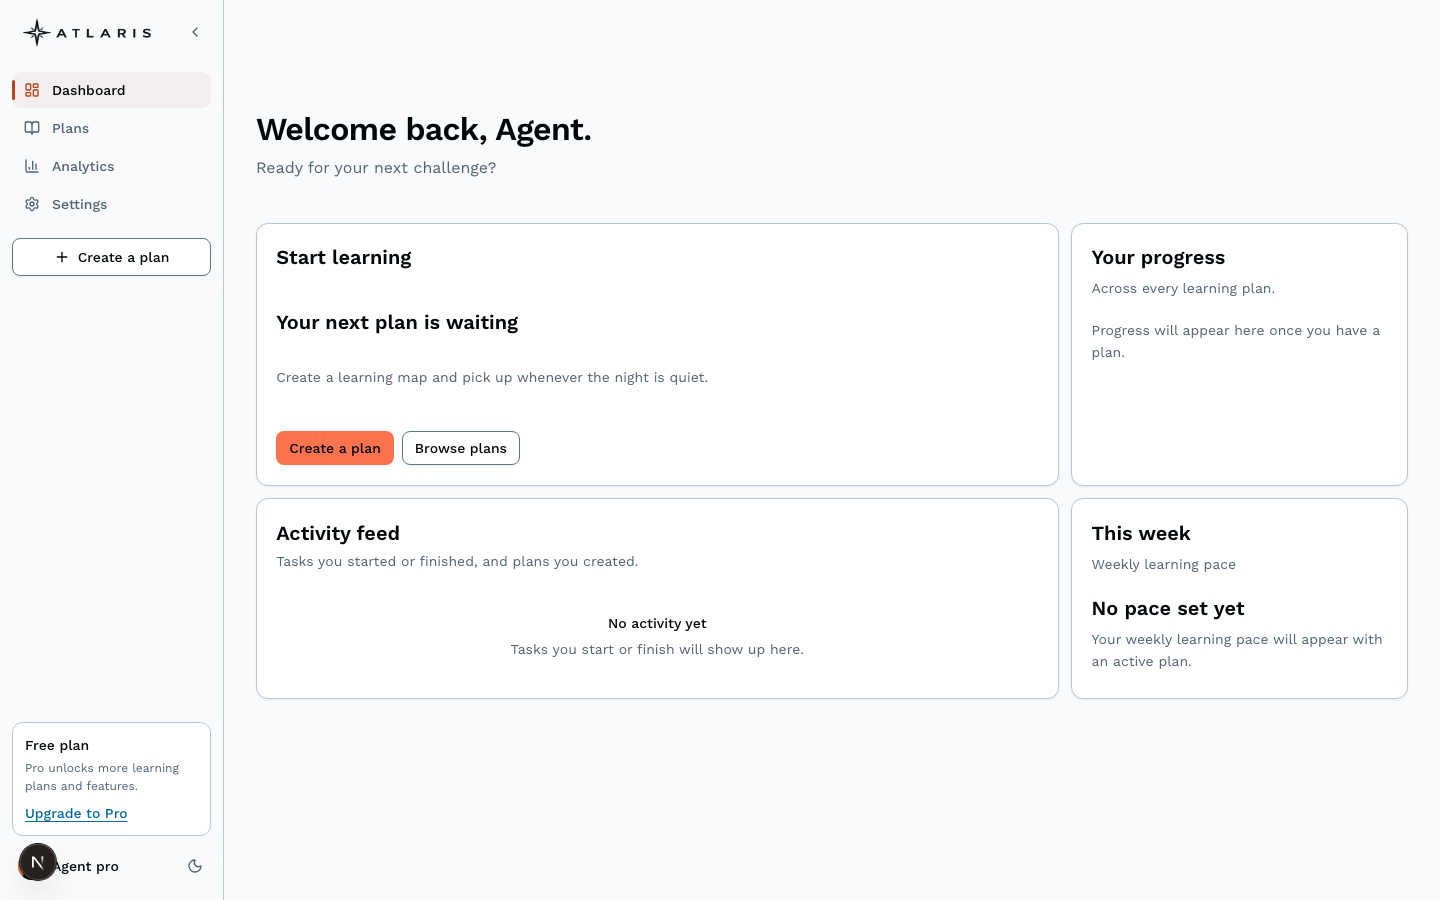 ATLARIS
Dashboard
Plans
Analytics
Settings
+ Create a plan
Free plan
Pro unlocks more learning
plans and features.
Upgrade to Pro
N
Agent pro
Welcome back, Agent.
Ready for your next challenge?
Start learning
Your next plan is waiting
Create a learning map and pick up whenever the night is quiet.
Create a plan
Browse plans
Your progress
Across every learning plan.
Progress will appear here once you have a
plan.
Activity feed
Tasks you started or finished, and plans you created.
No activity yet
Tasks you start or finish will show up here.
This week
Weekly learning pace
No pace set yet
Your weekly learning pace will appear with
an active plan.